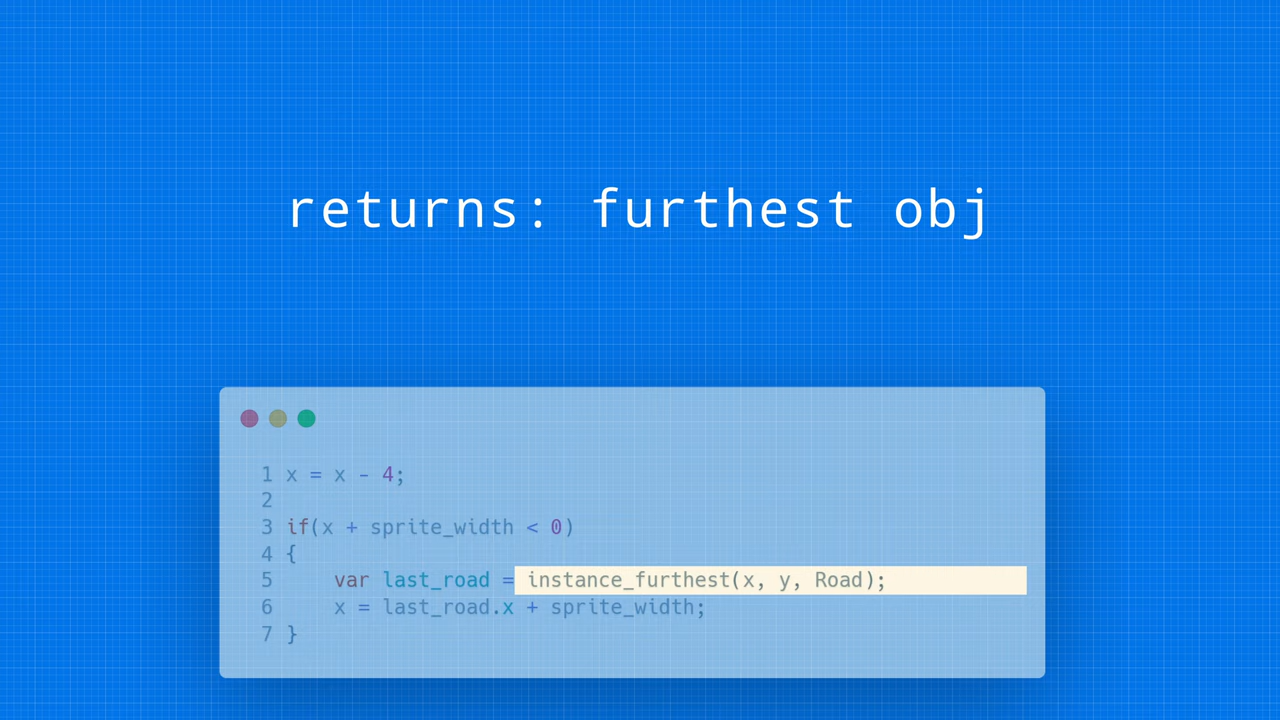 returns: furthest obj
1 x = x - 4;
2
3 if(x + sprite_width < 0)
4 {
5     var last_road = instance_furthest(x, y, Road);
6     x = last_road.x + sprite_width;
7 }